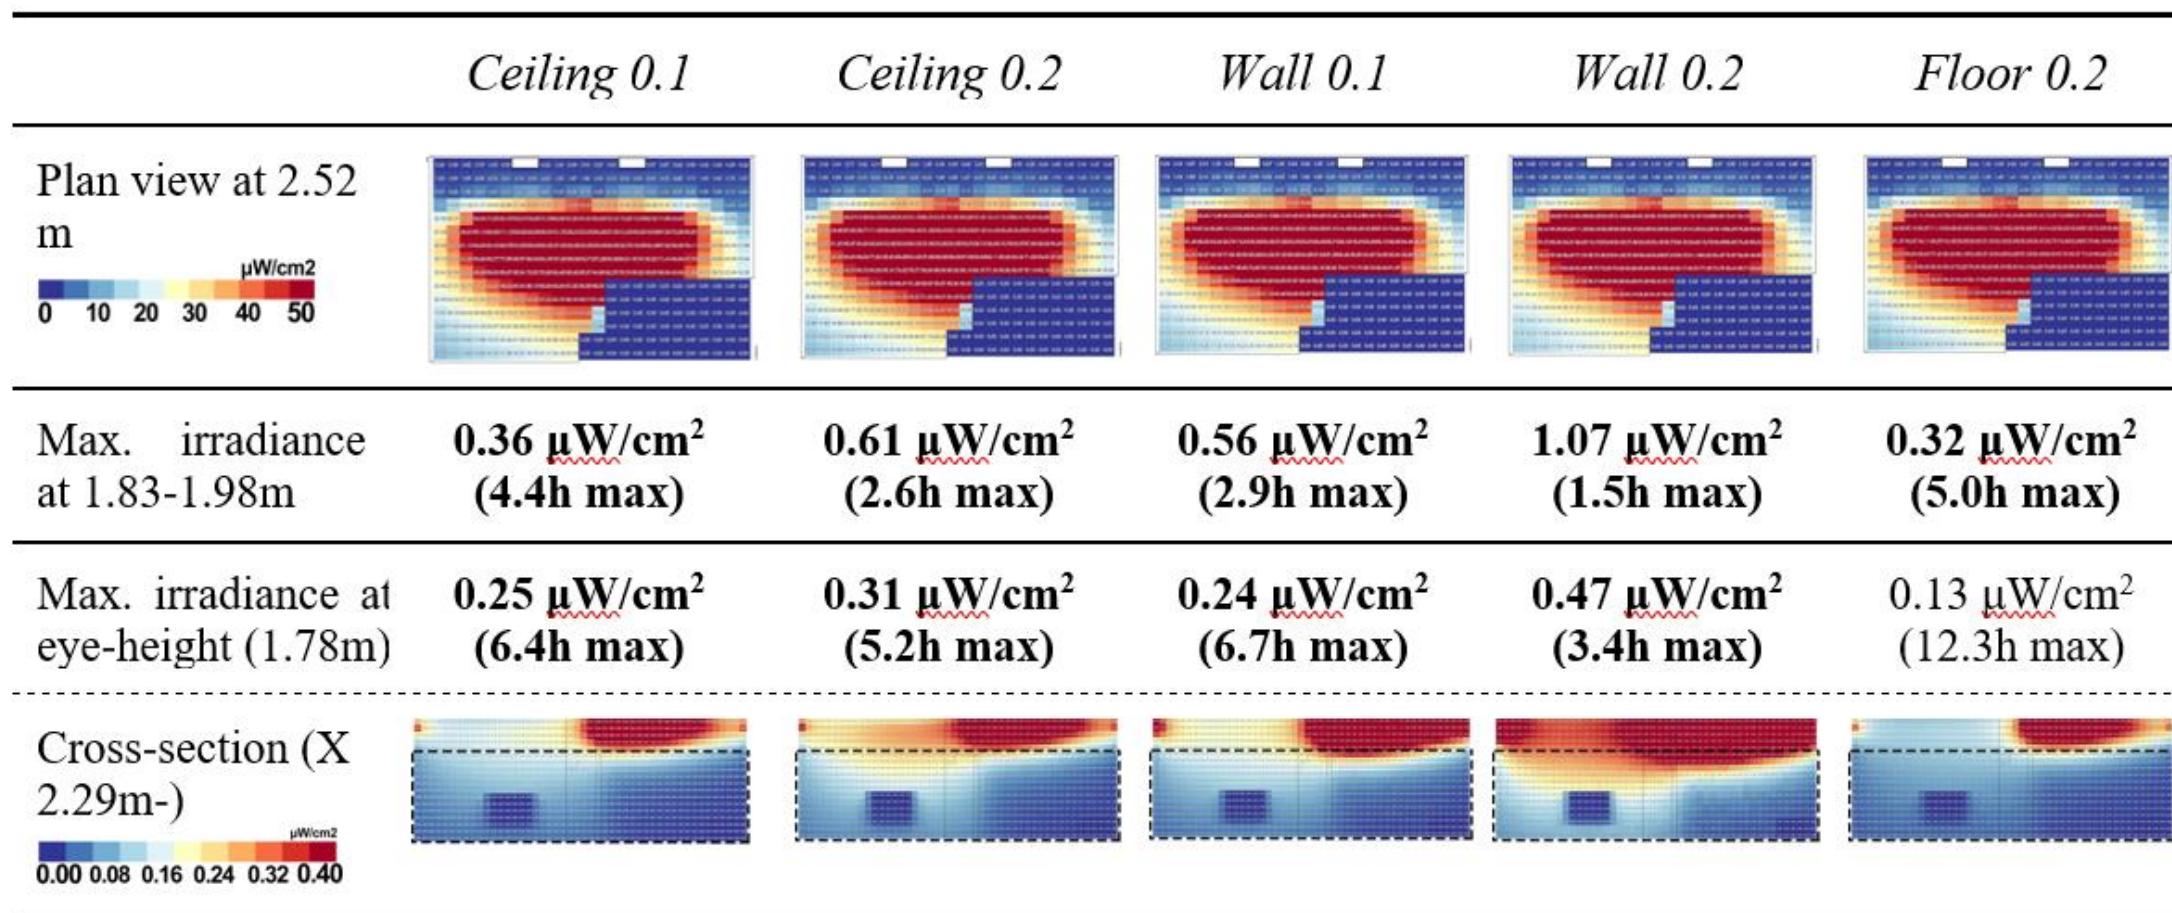 Ceiling 0.1 Ceiling 0.2 Wall 0.1 Wall 0.2 Floor 0.2
Plan view at 2.52
m
µW/cm2
0 10 20 30 40 50
Max. irradiance 0.36 µW/cm² 0.61 µW/cm² 0.56 µW/cm² 1.07 µW/cm² 0.32 µW/cm²
at 1.83-1.98m (4.4h max) (2.6h max) (2.9h max) (1.5h max) (5.0h max)
Max. irradiance at 0.25 µW/cm² 0.31 µW/cm² 0.24 µW/cm² 0.47 µW/cm² 0.13 µW/cm²
eye-height (1.78m) (6.4h max) (5.2h max) (6.7h max) (3.4h max) (12.3h max)
Cross-section (X
2.29m-)
µW/cm2
0.00 0.08 0.16 0.24 0.32 0.40